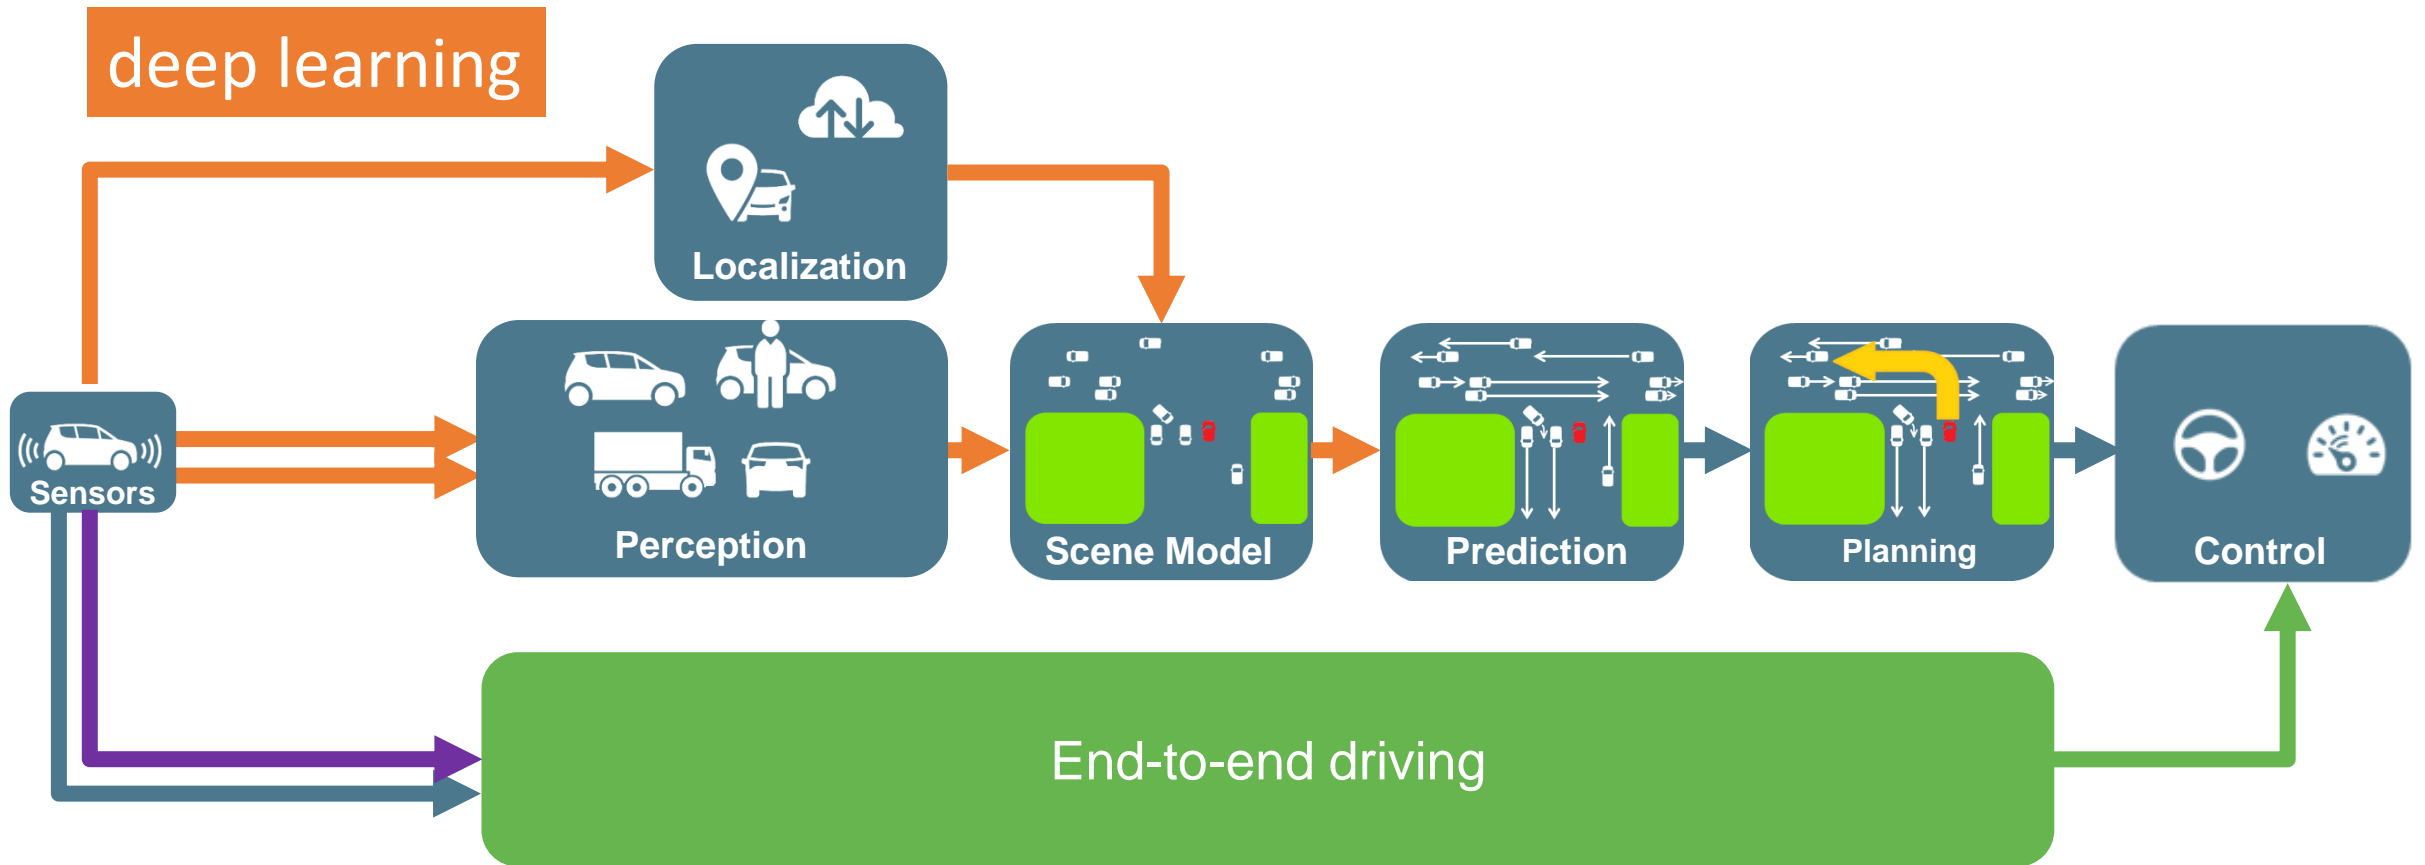 deep learning
Localization
Sensors
Perception
Scene Model
Prediction
Planning
Control
End-to-end driving